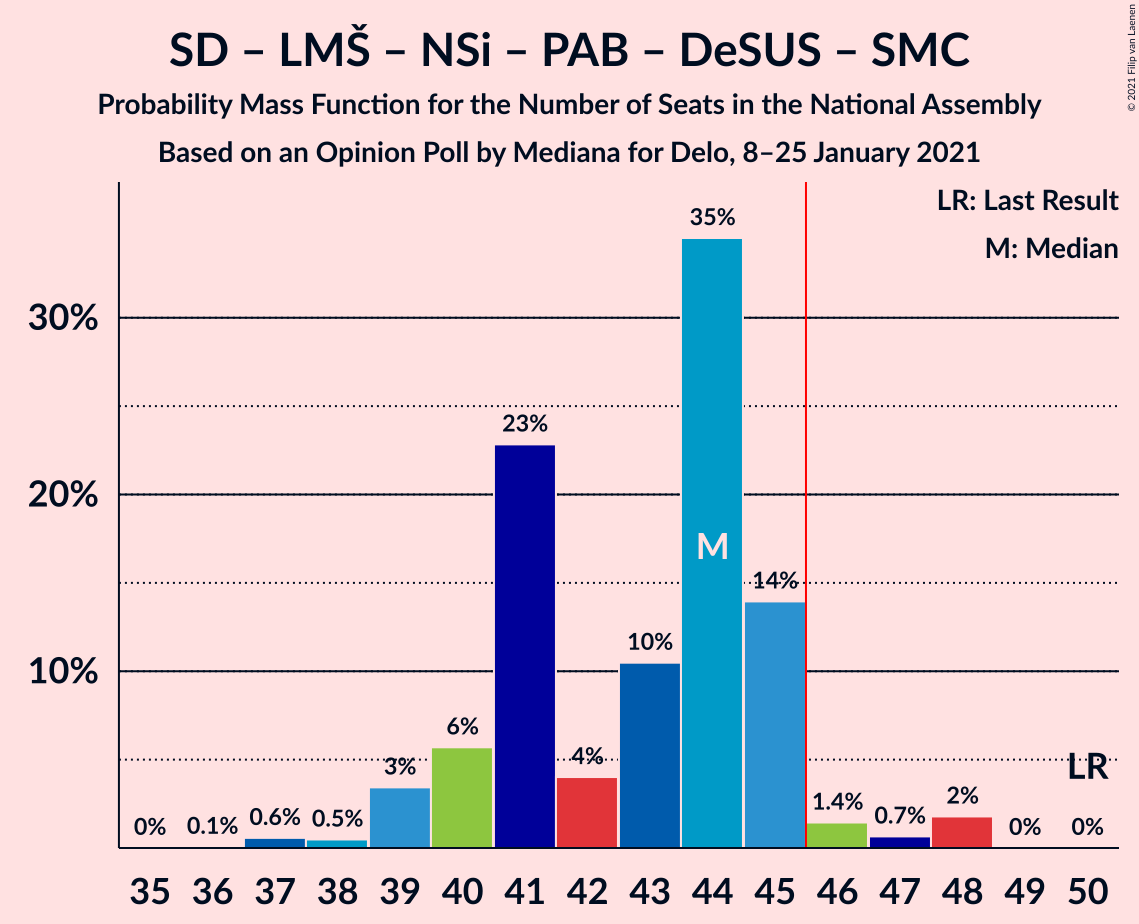 SD – LMŠ – NSi – PAB – DeSUS – SMC
Probability Mass Function for the Number of Seats in the National Assembly
Based on an Opinion Poll by Mediana for Delo, 8–25 January 2021
© 2021 Filip van Laenen
LR: Last Result
M: Median
30%
20%
10%
0%
0.1%
0.6%
0.5%
3%
6%
23%
4%
10%
35%
14%
1.4%
0.7%
2%
0%
0%
M
LR
35 36 37 38 39 40 41 42 43 44 45 46 47 48 49 50